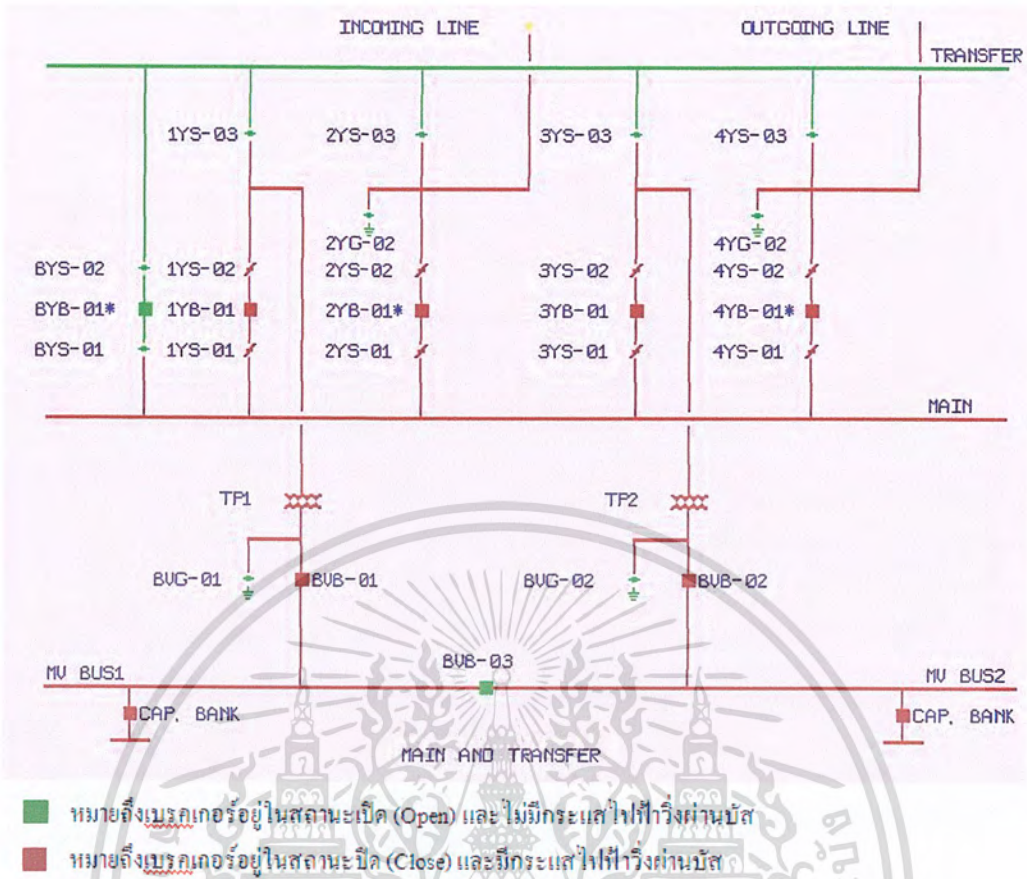 INCOMING LINE
OUTGOING LINE
TRANSFER
1YS-03
2YS-03
3YS-03
4YS-03
2YG-02
4YG-02
BYS-02
1YS-02
2YS-02
3YS-02
4YS-02
BYB-01*
1YB-01
2YB-01*
3YB-01
4YB-01*
BYS-01
1YS-01
2YS-01
3YS-01
4YS-01
MAIN
TP1
TP2
BVG-01
BVB-01
BVG-02
BVB-02
BVB-03
MV BUS1
MV BUS2
CAP. BANK
CAP. BANK
MAIN AND TRANSFER
หมายถึงเบรคเกอร์อยู่ในสถานะเปิด (Open) และ ไม่มีกระแสไฟฟ้าวิ่งผ่านบัส
หมายถึงเบรคเกอร์อยู่ในสถานะปิด (Close) และมีกระแสไฟฟ้าวิ่งผ่านบัส